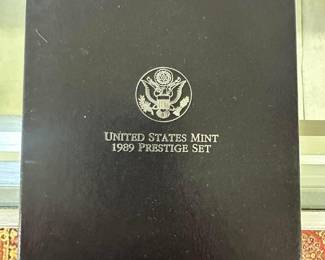 UNITED STATES MINT
1989 PRESTIGE SET